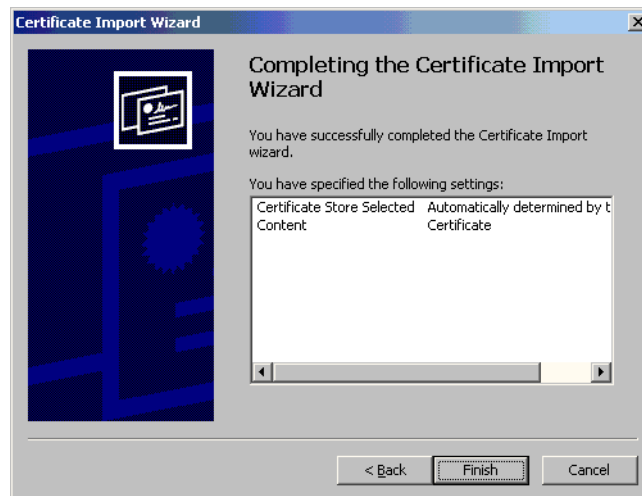 Certificate Import Wizard
Completing the Certificate Import
Wizard
You have successfully completed the Certificate Import
wizard.
You have specified the following settings:
Certificate Store Selected Automatically determined by t
Content Certificate
< Back Finish Cancel